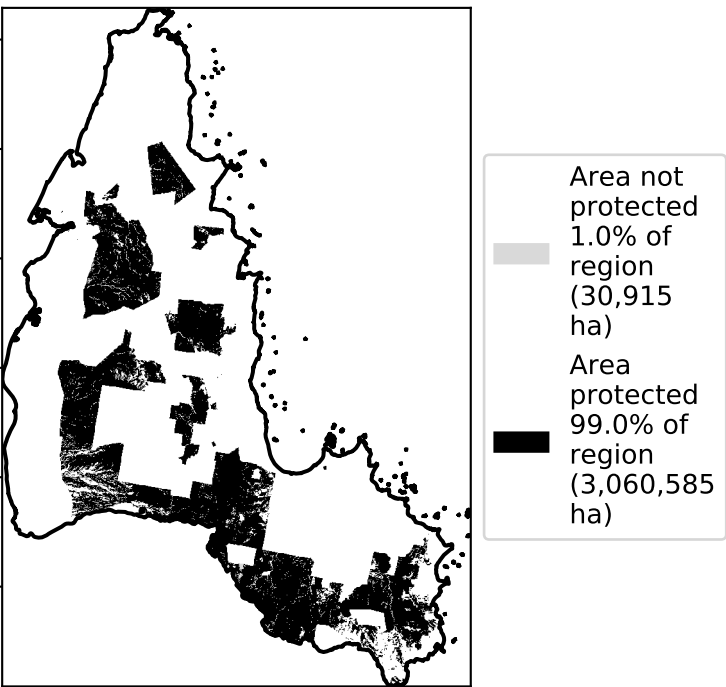 Area not
protected
1.0% of
region
(30,915
ha)
Area
protected
99.0% of
region
(3,060,585
ha)